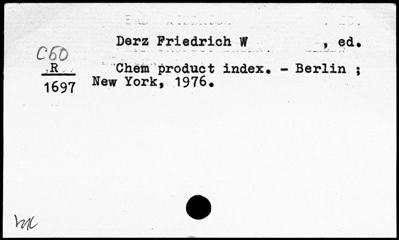 Derz Friedrich W , ed.
C60
R
1697
Chem product index. - Berlin ;
New York, 1976.